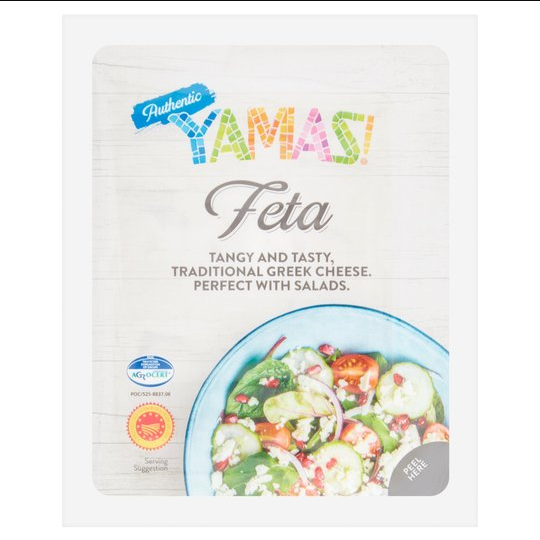 Authentic
YAMAS!
Feta
TANGY AND TASTY,
TRADITIONAL GREEK CHEESE.
PERFECT WITH SALADS.
AGROCERT
Serving
Suggestion
PEEL
HERE